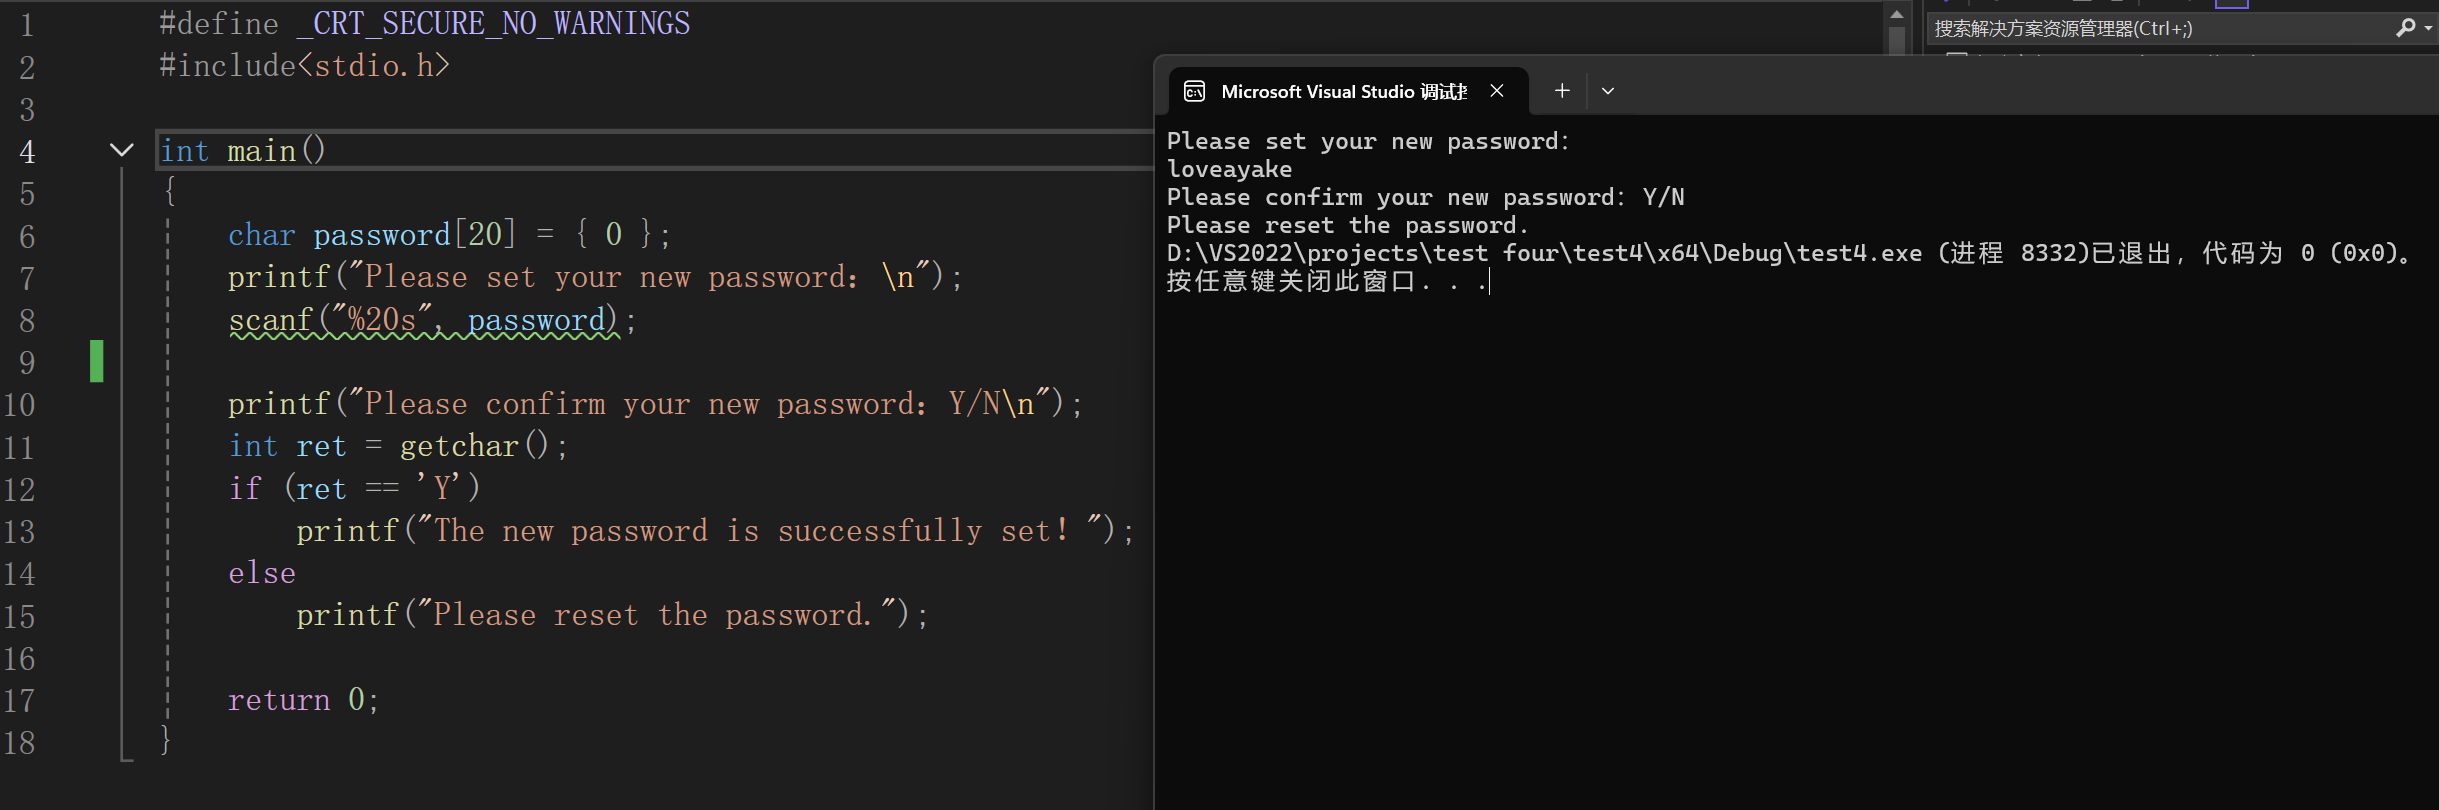 1 #define _CRT_SECURE_NO_WARNINGS
2 #include<stdio.h>
3
4 int main()
5 {
6 char password[20] = { 0 };
7 printf("Please set your new password：\n");
8 scanf("%20s", password);
9
10 printf("Please confirm your new password：Y/N\n");
11 int ret = getchar();
12 if (ret == 'Y')
13 printf("The new password is successfully set！");
14 else
15 printf("Please reset the password.");
16
17 return 0;
18 }
搜索解决方案资源管理器(Ctrl+;)
Microsoft Visual Studio 调试
Please set your new password：
loveayake
Please confirm your new password：Y/N
Please reset the password.
D:\VS2022\projects\test four\test4\x64\Debug\test4.exe (进程 8332)已退出，代码为 0 (0x0)。
按任意键关闭此窗口. . .